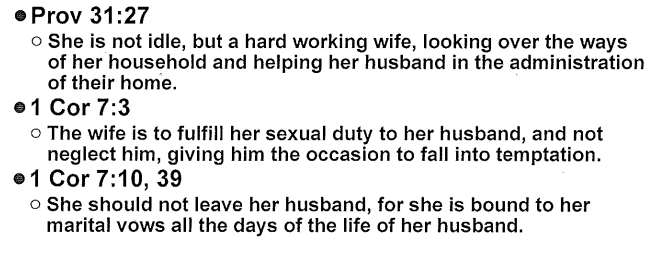 ● Prov 31:27
○ She is not idle, but a hard working wife, looking over the ways
of her household and helping her husband in the administration
of their home.
● 1 Cor 7:3
○ The wife is to fulfill her sexual duty to her husband, and not
neglect him, giving him the occasion to fall into temptation.
● 1 Cor 7:10, 39
○ She should not leave her husband, for she is bound to her
marital vows all the days of the life of her husband.